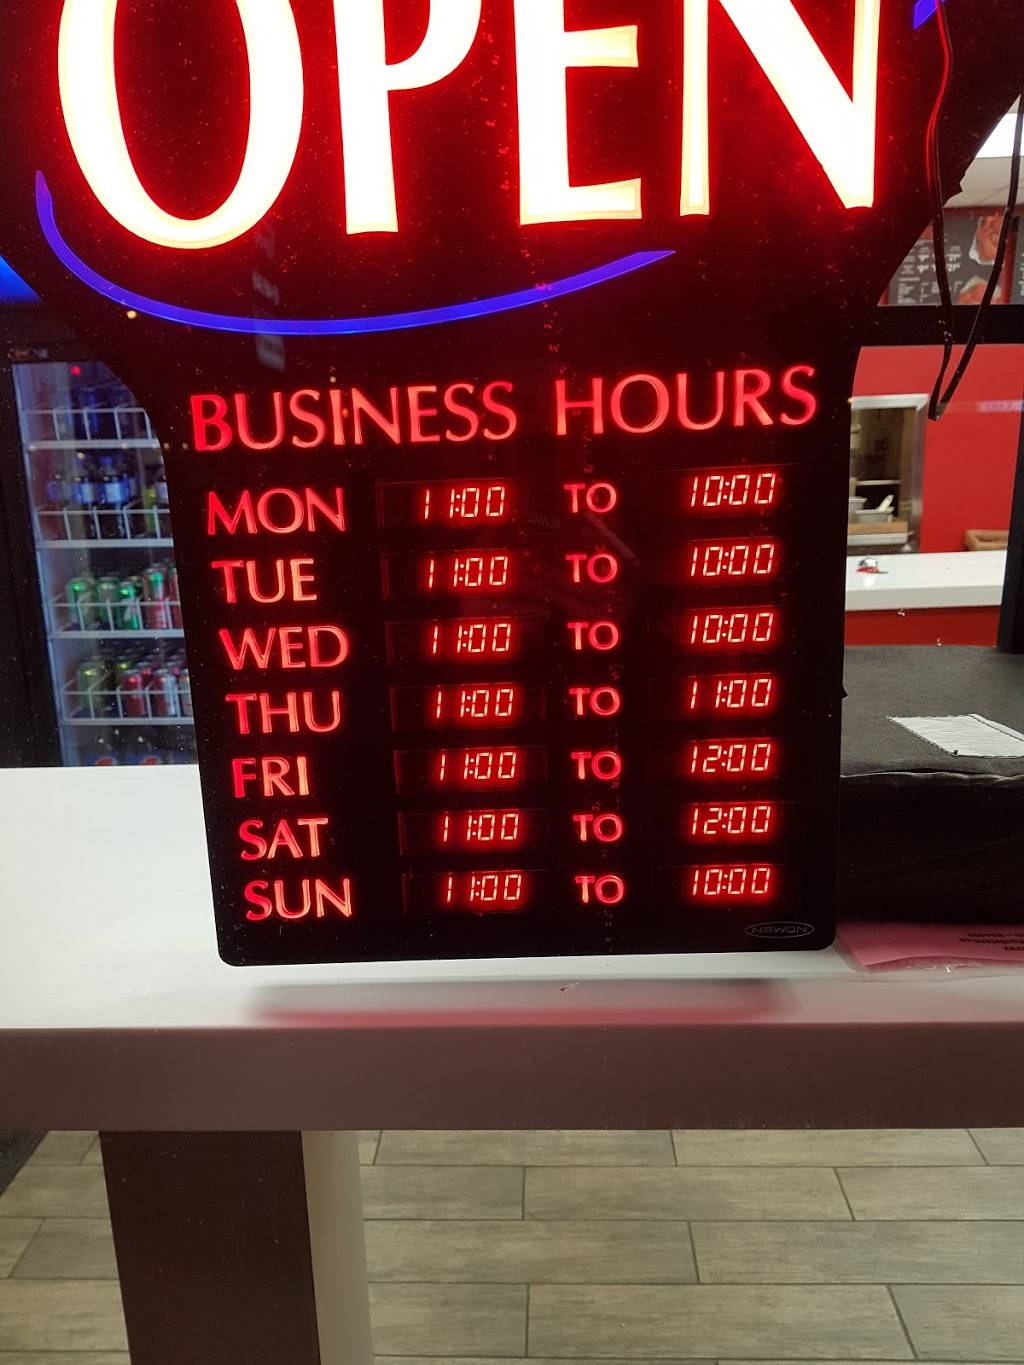 OPEN
BUSINESS HOURS
MON 11:00 TO 10:00
TUE 11:00 TO 10:00
WED 11:00 TO 10:00
THU 11:00 TO 11:00
FRI 11:00 TO 12:00
SAT 11:00 TO 12:00
SUN 11:00 TO 10:00
NEWON